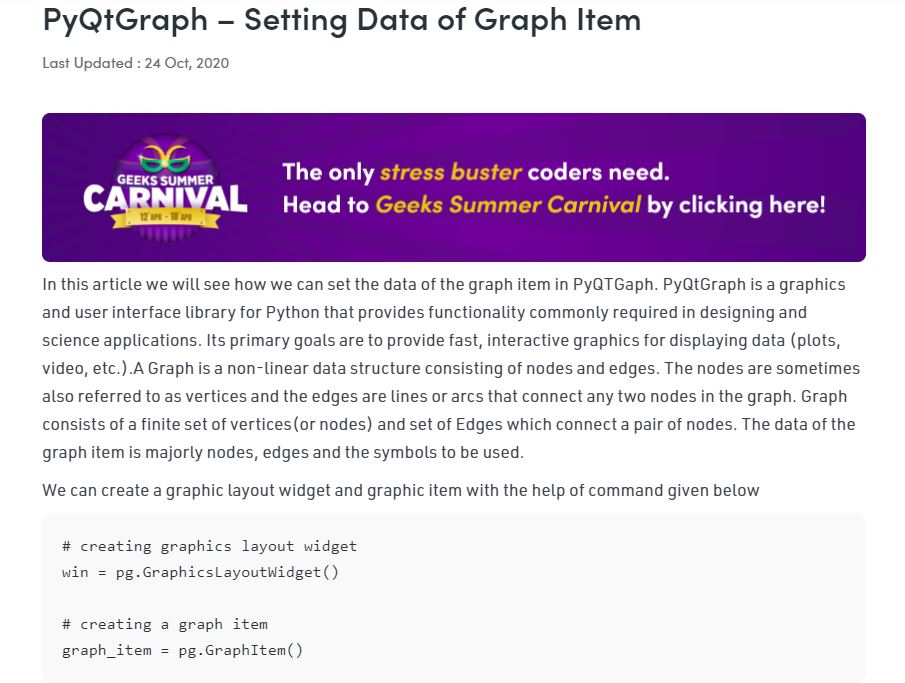 PyQtGraph – Setting Data of Graph Item
Last Updated : 24 Oct, 2020
GEEKS SUMMER
CARNIVAL
12 APR - 18 APR
The only stress buster coders need.
Head to Geeks Summer Carnival by clicking here!
In this article we will see how we can set the data of the graph item in PyQTGaph. PyQtGraph is a graphics
and user interface library for Python that provides functionality commonly required in designing and
science applications. Its primary goals are to provide fast, interactive graphics for displaying data (plots,
video, etc.).A Graph is a non-linear data structure consisting of nodes and edges. The nodes are sometimes
also referred to as vertices and the edges are lines or arcs that connect any two nodes in the graph. Graph
consists of a finite set of vertices(or nodes) and set of Edges which connect a pair of nodes. The data of the
graph item is majorly nodes, edges and the symbols to be used.
We can create a graphic layout widget and graphic item with the help of command given below
# creating graphics layout widget
win = pg.GraphicsLayoutWidget()
# creating a graph item
graph_item = pg.GraphItem()